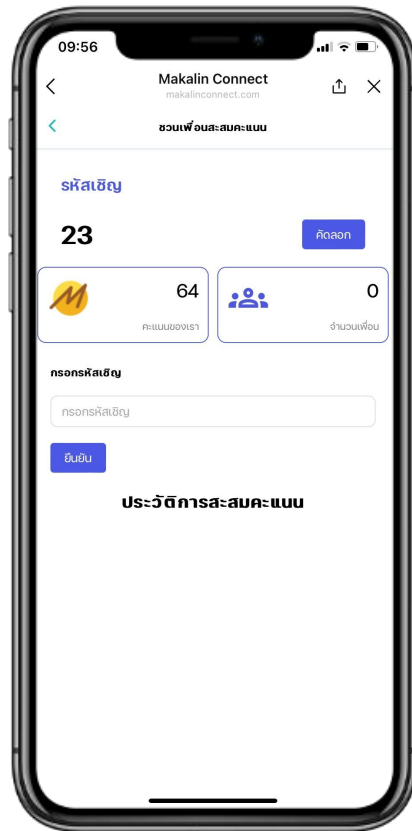 09:56
Makalin Connect
makalinconnect.com
ชวนเพื่อนสะสมคะแนน
รหัสเชิญ
23
คัดลอก
64
คะแนนของเรา
0
จำนวนเพื่อน
กรอกรหัสเชิญ
กรอกรหัสเชิญ
ยืนยัน
ประวัติการสะสมคะแนน